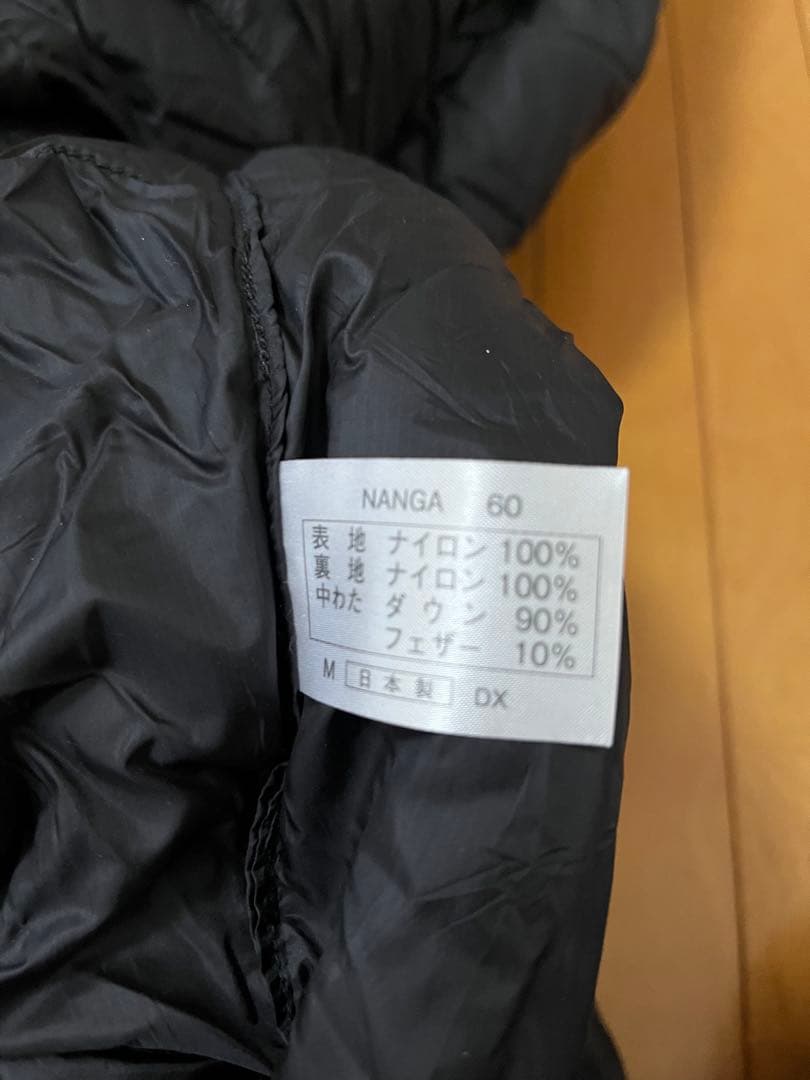 NANGA 60
表地 ナイロン 100%
裏地 ナイロン 100%
中わた ダウン 90%
フェザー 10%
M 日本製 DX